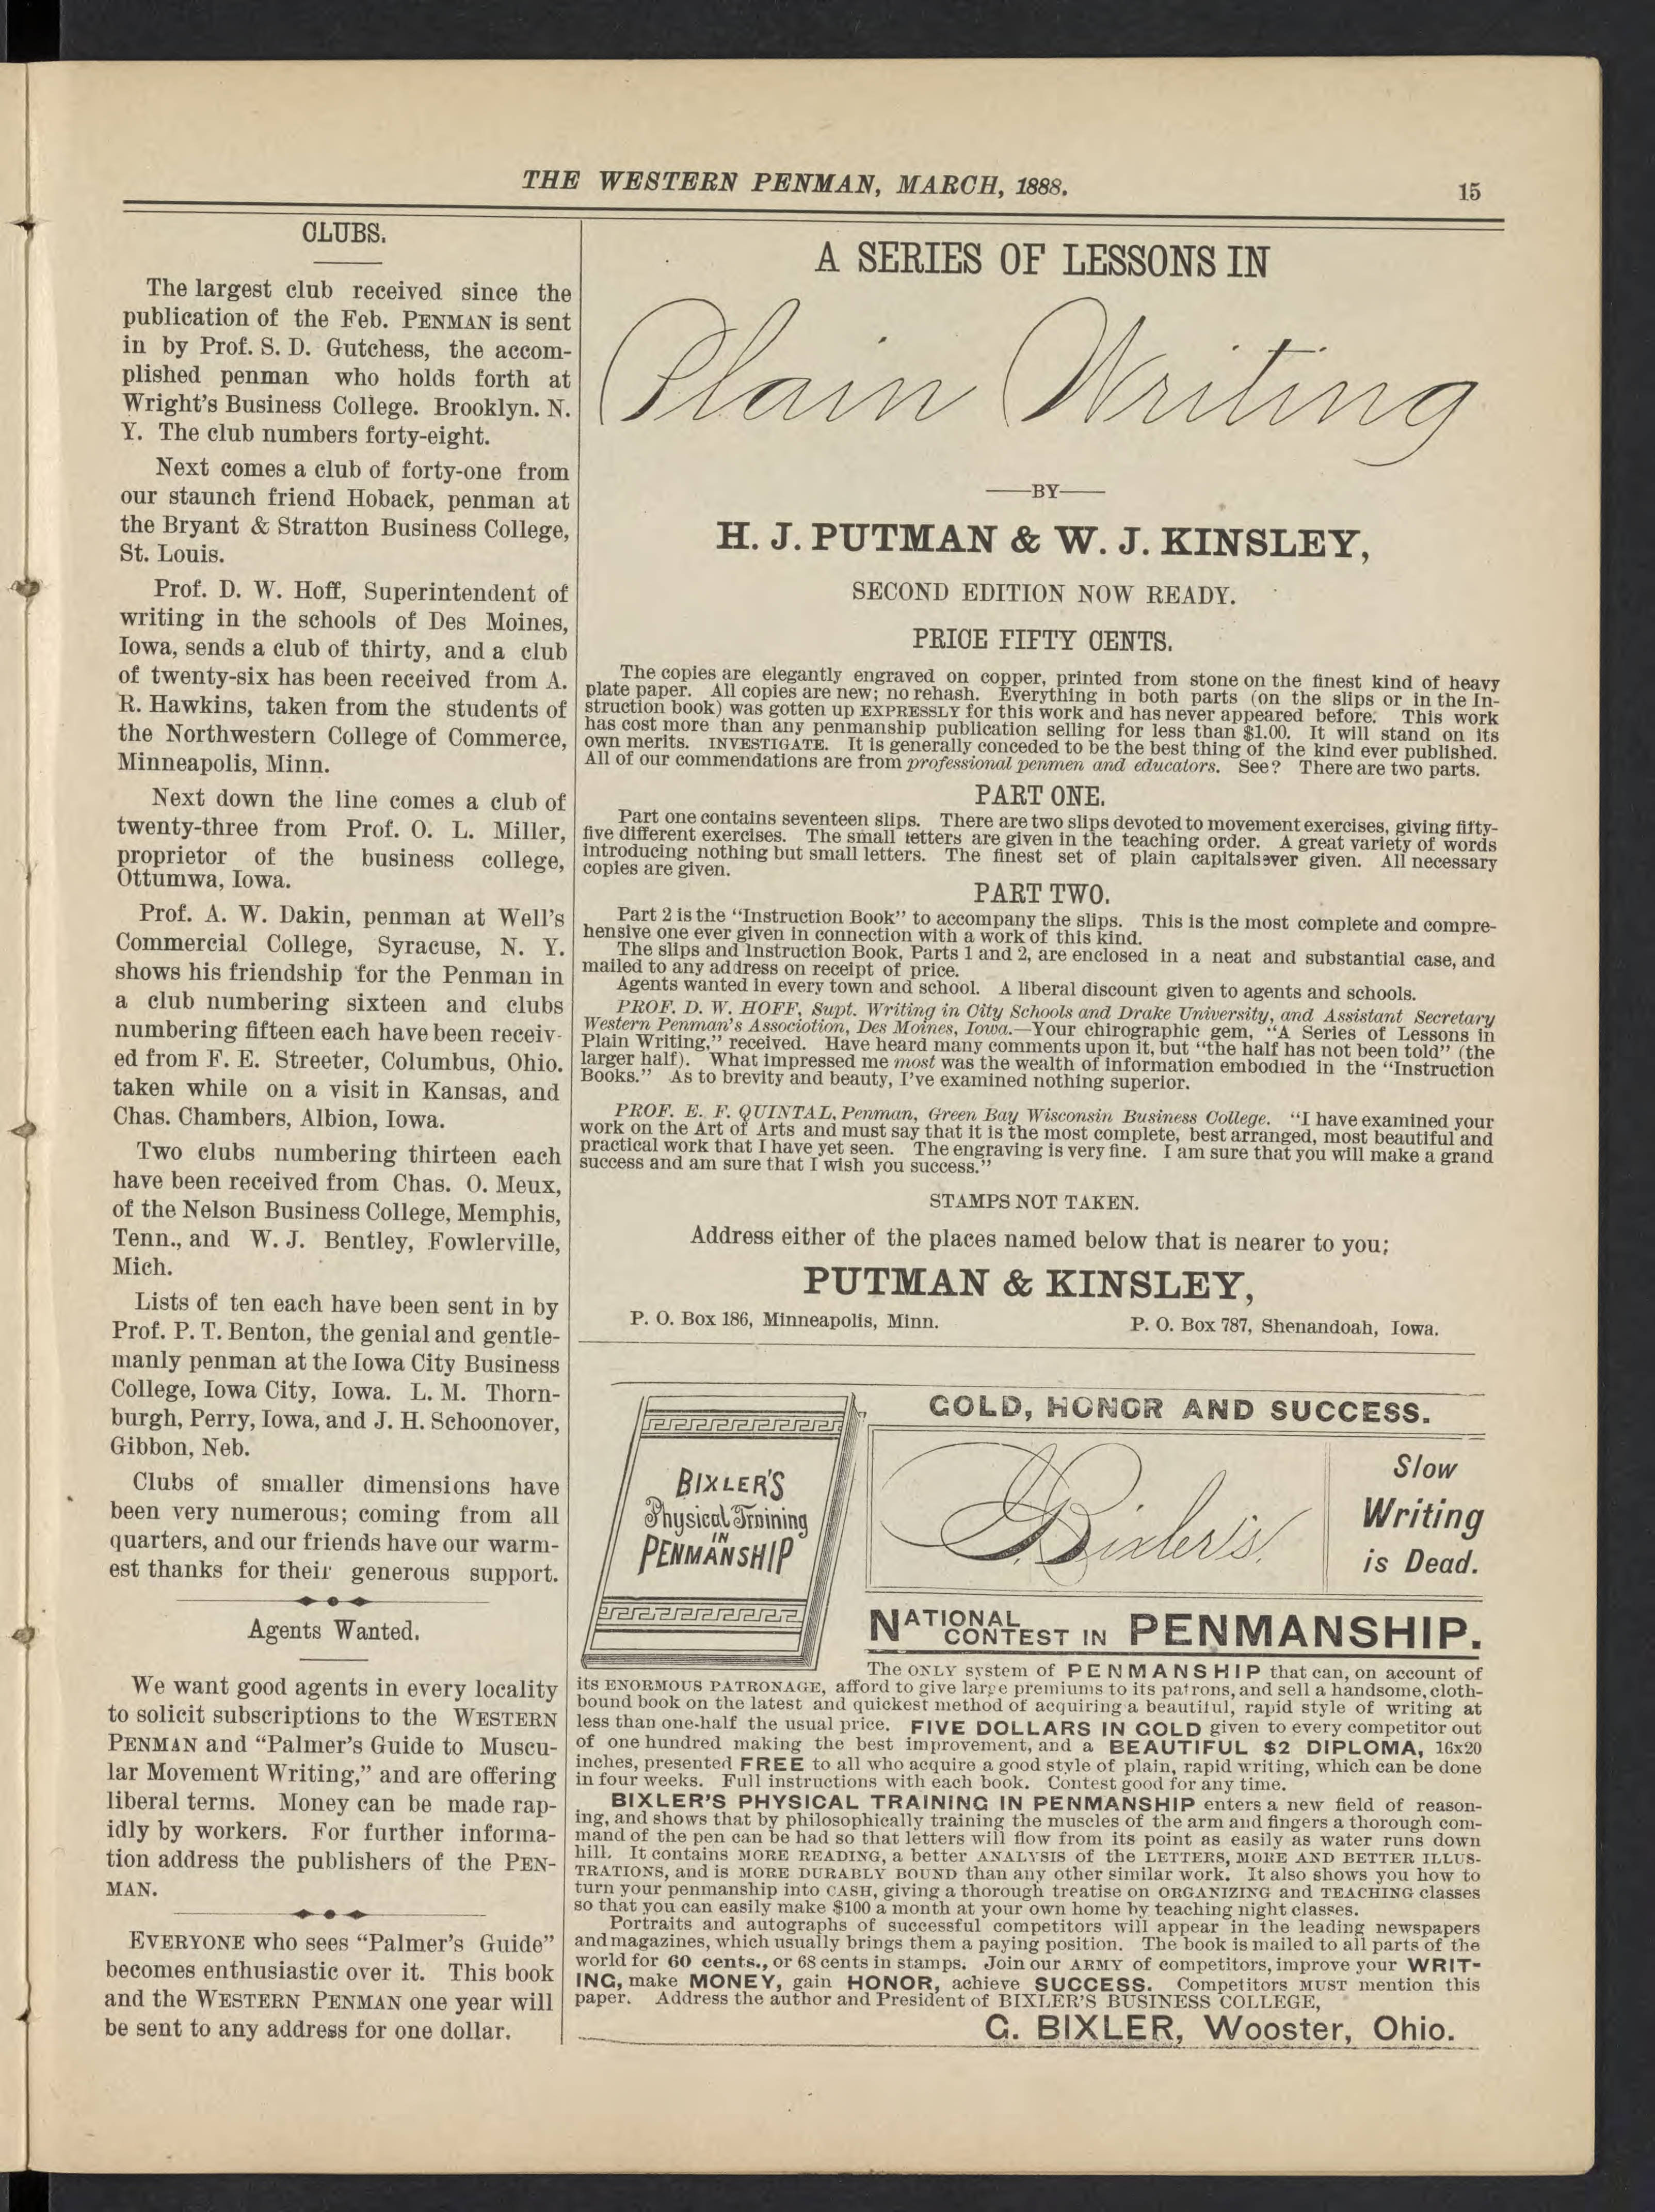 THE WESTERN PENMAN, MARCH, 1888.
15
CLUBS.
The largest club received since the
publication of the Feb. PENMAN is sent
in by Prof. S. D. Gutchess, the accom-
plished penman who holds forth at
Wright's Business College. Brooklyn. N.
Y. The club numbers forty-eight.
Next comes a club of forty-one from
our staunch friend Hoback, penman at
the Bryant & Stratton Business College,
St. Louis.
Prof. D. W. Hoff, Superintendent of
writing in the schools of Des Moines,
Iowa, sends a club of thirty, and a club
of twenty-six has been received from A.
R. Hawkins, taken from the students of
the Northwestern College of Commerce,
Minneapolis, Minn.
Next down the line comes a club of
twenty-three from Prof. O. L. Miller,
proprietor of the business college,
Ottumwa, Iowa.
Prof. A. W. Dakin, penman at Well's
Commercial College, Syracuse, N. Y.
shows his friendship for the Penman in
a club numbering sixteen and clubs
numbering fifteen each have been receiv-
ed from F. E. Streeter, Columbus, Ohio.
taken while on a visit in Kansas, and
Chas. Chambers, Albion, Iowa.
Two clubs numbering thirteen each
have been received from Chas. O. Meux,
of the Nelson Business College, Memphis,
Tenn., and W. J. Bentley, Fowlerville,
Mich.
Lists of ten each have been sent in by
Prof. P. T. Benton, the genial and gentle-
manly penman at the Iowa City Business
College, Iowa City, Iowa. L. M. Thorn-
burgh, Perry, Iowa, and J. H. Schoonover,
Gibbon, Neb.
Clubs of smaller dimensions have
been very numerous; coming from all
quarters, and our friends have our warm-
est thanks for their generous support.
Agents Wanted.
We want good agents in every locality
to solicit subscriptions to the WESTERN
PENMAN and "Palmer's Guide to Muscu-
lar Movement Writing," and are offering
liberal terms. Money can be made rap-
idly by workers. For further informa-
tion address the publishers of the PEN-
MAN.
EVERYONE who sees "Palmer's Guide"
becomes enthusiastic over it. This book
and the WESTERN PENMAN one year will
be sent to any address for one dollar.
A SERIES OF LESSONS IN
Plain Writing
—BY—
H. J. PUTMAN & W. J. KINSLEY,
SECOND EDITION NOW READY.
PRICE FIFTY CENTS.
The copies are elegantly engraved on copper, printed from stone on the finest kind of heavy
plate paper. All copies are new; no rehash. Everything in both parts (on the slips or in the In-
struction book) was gotten up EXPRESSLY for this work and has never appeared before. This work
has cost more than any penmanship publication selling for less than $1.00. It will stand on its
own merits. INVESTIGATE. It is generally conceded to be the best thing of the kind ever published.
All of our commendations are from professional penmen and educators. See? There are two parts.
PART ONE.
Part one contains seventeen slips. There are two slips devoted to movement exercises, giving fifty-
five different exercises. The small letters are given in the teaching order. A great variety of words
introducing nothing but small letters. The finest set of plain capitals ever given. All necessary
copies are given.
PART TWO.
Part 2 is the "Instruction Book" to accompany the slips. This is the most complete and compre-
hensive one ever given in connection with a work of this kind.
The slips and Instruction Book, Parts 1 and 2, are enclosed in a neat and substantial case, and
mailed to any address on receipt of price.
Agents wanted in every town and school. A liberal discount given to agents and schools.
PROF. D. W. HOFF, Supt. Writing in City Schools and Drake University, and Assistant Secretary
Western Penman's Associotion, Des Moines, Iowa.—Your chirographic gem, "A Series of Lessons in
Plain Writing," received. Have heard many comments upon it, but "the half has not been told" (the
larger half). What impressed me most was the wealth of information embodied in the "Instruction
Books." As to brevity and beauty, I've examined nothing superior.
PROF. E. F. QUINTAL, Penman, Green Bay Wisconsin Business College. "I have examined your
work on the Art of Arts and must say that it is the most complete, best arranged, most beautiful and
practical work that I have yet seen. The engraving is very fine. I am sure that you will make a grand
success and am sure that I wish you success."
STAMPS NOT TAKEN.
Address either of the places named below that is nearer to you;
PUTMAN & KINSLEY,
P. O. Box 186, Minneapolis, Minn.
P. O. Box 787, Shenandoah, Iowa.
BIXLER'S
Physical Training
IN
PENMANSHIP
GOLD, HONOR AND SUCCESS.
G. Bixler's.
Slow
Writing
is Dead.
NATIONAL CONTEST IN PENMANSHIP.
The ONLY system of PENMANSHIP that can, on account of
its ENORMOUS PATRONAGE, afford to give large premiums to its patrons, and sell a handsome, cloth-
bound book on the latest and quickest method of acquiring a beautiful, rapid style of writing at
less than one-half the usual price. FIVE DOLLARS IN GOLD given to every competitor out
of one hundred making the best improvement, and a BEAUTIFUL $2 DIPLOMA, 16x20
inches, presented FREE to all who acquire a good style of plain, rapid writing, which can be done
in four weeks. Full instructions with each book. Contest good for any time.
BIXLER'S PHYSICAL TRAINING IN PENMANSHIP enters a new field of reason-
ing, and shows that by philosophically training the muscles of the arm and fingers a thorough com-
mand of the pen can be had so that letters will flow from its point as easily as water runs down
hill. It contains MORE READING, a better ANALYSIS of the LETTERS, MORE AND BETTER ILLUS-
TRATIONS, and is MORE DURABLY BOUND than any other similar work. It also shows you how to
turn your penmanship into CASH, giving a thorough treatise on ORGANIZING and TEACHING classes
so that you can easily make $100 a month at your own home by teaching night classes.
Portraits and autographs of successful competitors will appear in the leading newspapers
and magazines, which usually brings them a paying position. The book is mailed to all parts of the
world for 60 cents., or 68 cents in stamps. Join our ARMY of competitors, improve your WRIT-
ING, make MONEY, gain HONOR, achieve SUCCESS. Competitors MUST mention this
paper. Address the author and President of BIXLER'S BUSINESS COLLEGE,
G. BIXLER, Wooster, Ohio.